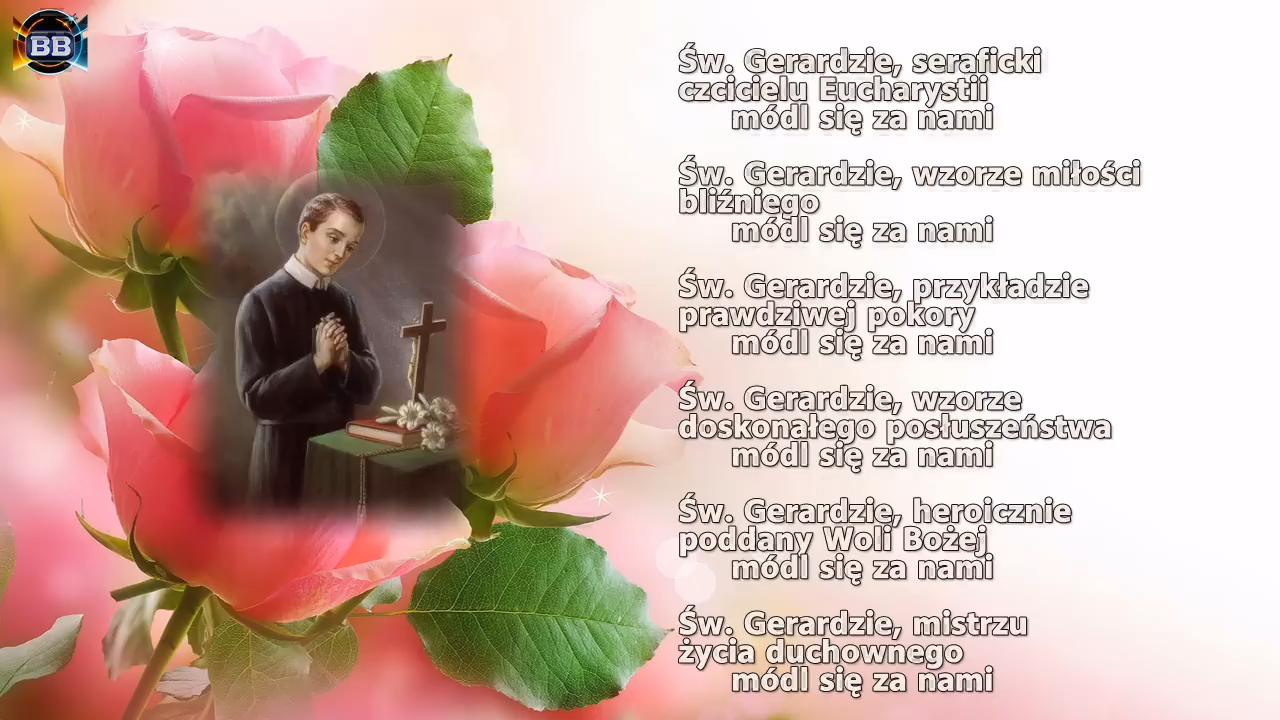 BB
Św. Gerardzie, seraficki
czcicielu Eucharystii
módl się za nami
Św. Gerardzie, wzorze miłości
bliźniego
módl się za nami
Św. Gerardzie, przykładzie
prawdziwej pokory
módl się za nami
Św. Gerardzie, wzorze
doskonałego posłuszeństwa
módl się za nami
Św. Gerardzie, heroicznie
poddany Woli Bożej
módl się za nami
Św. Gerardzie, mistrzu
życia duchownego
módl się za nami